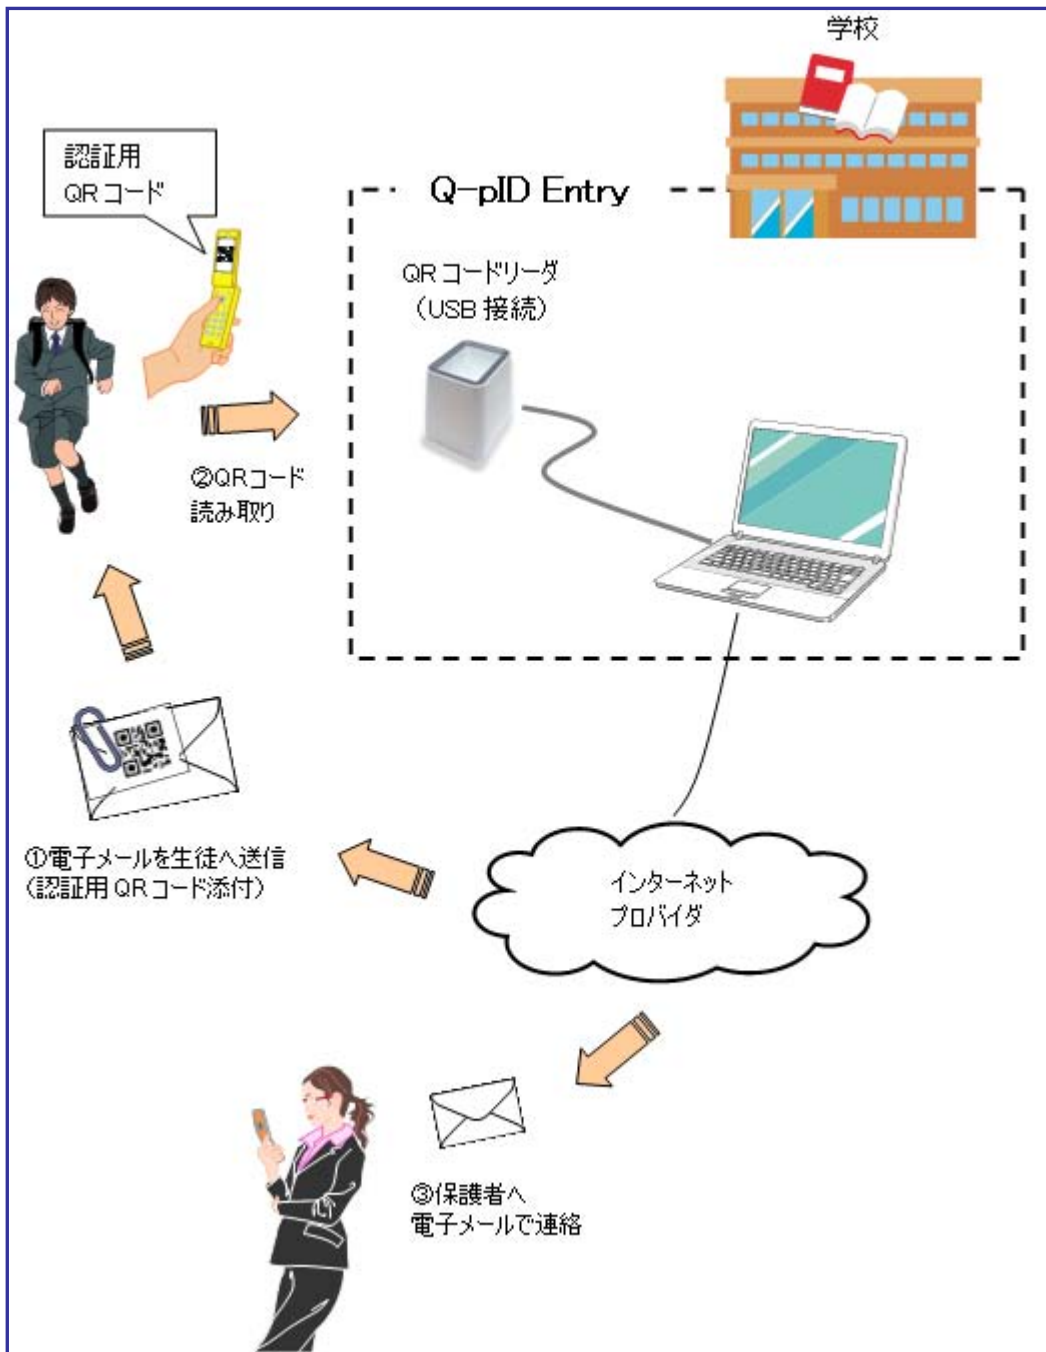 学校
認証用
QRコード
Q-pID Entry
QRコードリーダ
（USB 接続）
②QRコード
読み取り
①電子メールを生徒へ送信
（認証用QRコード添付）
インターネット
プロバイダ
③保護者へ
電子メールで連絡